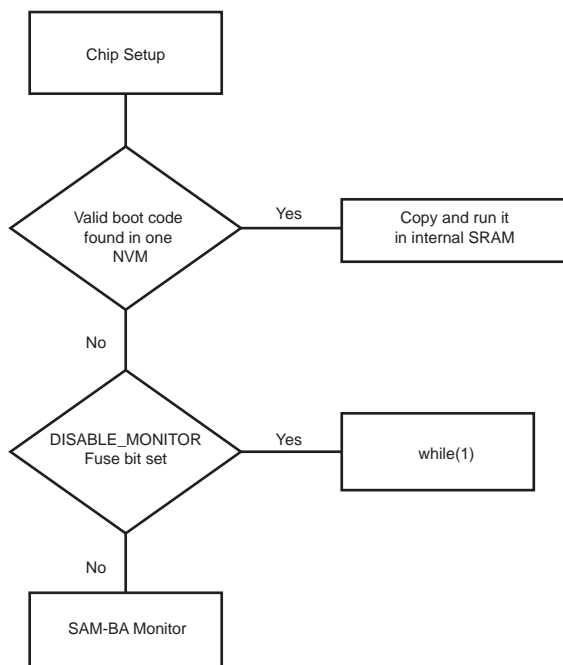 Chip Setup
Valid boot code
found in one
NVM
Yes
Copy and run it
in internal SRAM
No
DISABLE_MONITOR
Fuse bit set
Yes
while(1)
No
SAM-BA Monitor